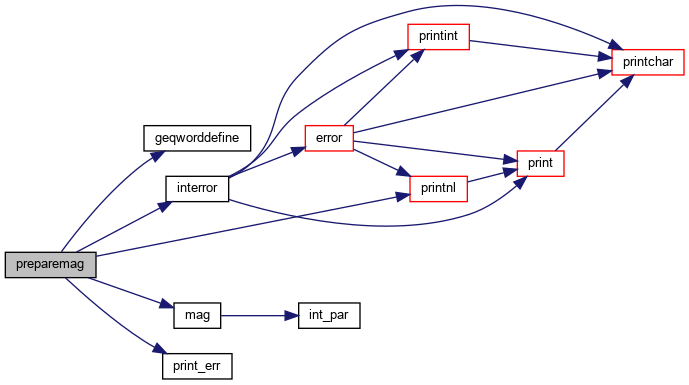 printint
printchar
geqworddefine
error
print
interror
printnl
preparemag
mag
int_par
print_err